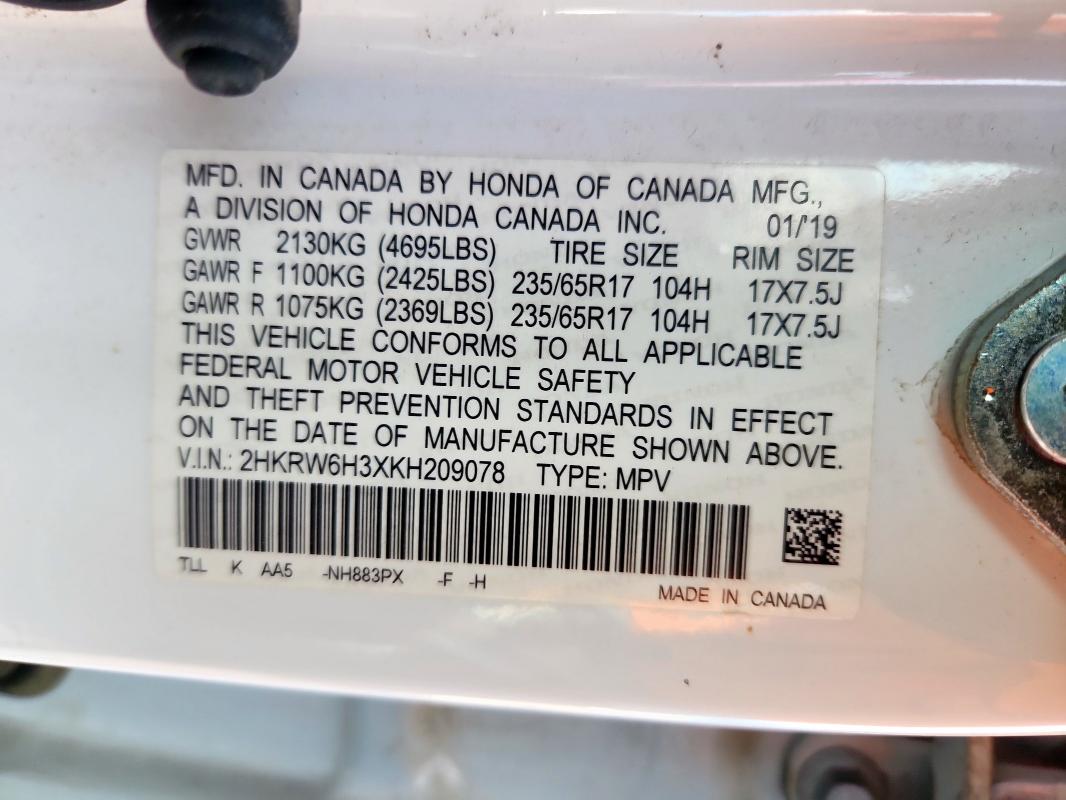 MFD. IN CANADA BY HONDA OF CANADA MFG.,
A DIVISION OF HONDA CANADA INC. 01/'19
GVWR 2130KG (4695LBS) TIRE SIZE RIM SIZE
GAWR F 1100KG (2425LBS) 235/65R17 104H 17X7.5J
GAWR R 1075KG (2369LBS) 235/65R17 104H 17X7.5J
THIS VEHICLE CONFORMS TO ALL APPLICABLE
FEDERAL MOTOR VEHICLE SAFETY
AND THEFT PREVENTION STANDARDS IN EFFECT
ON THE DATE OF MANUFACTURE SHOWN ABOVE.
V.I.N.: 2HKRW6H3XKH209078 TYPE: MPV
TLL K AA5 -NH883PX -F -H
MADE IN CANADA